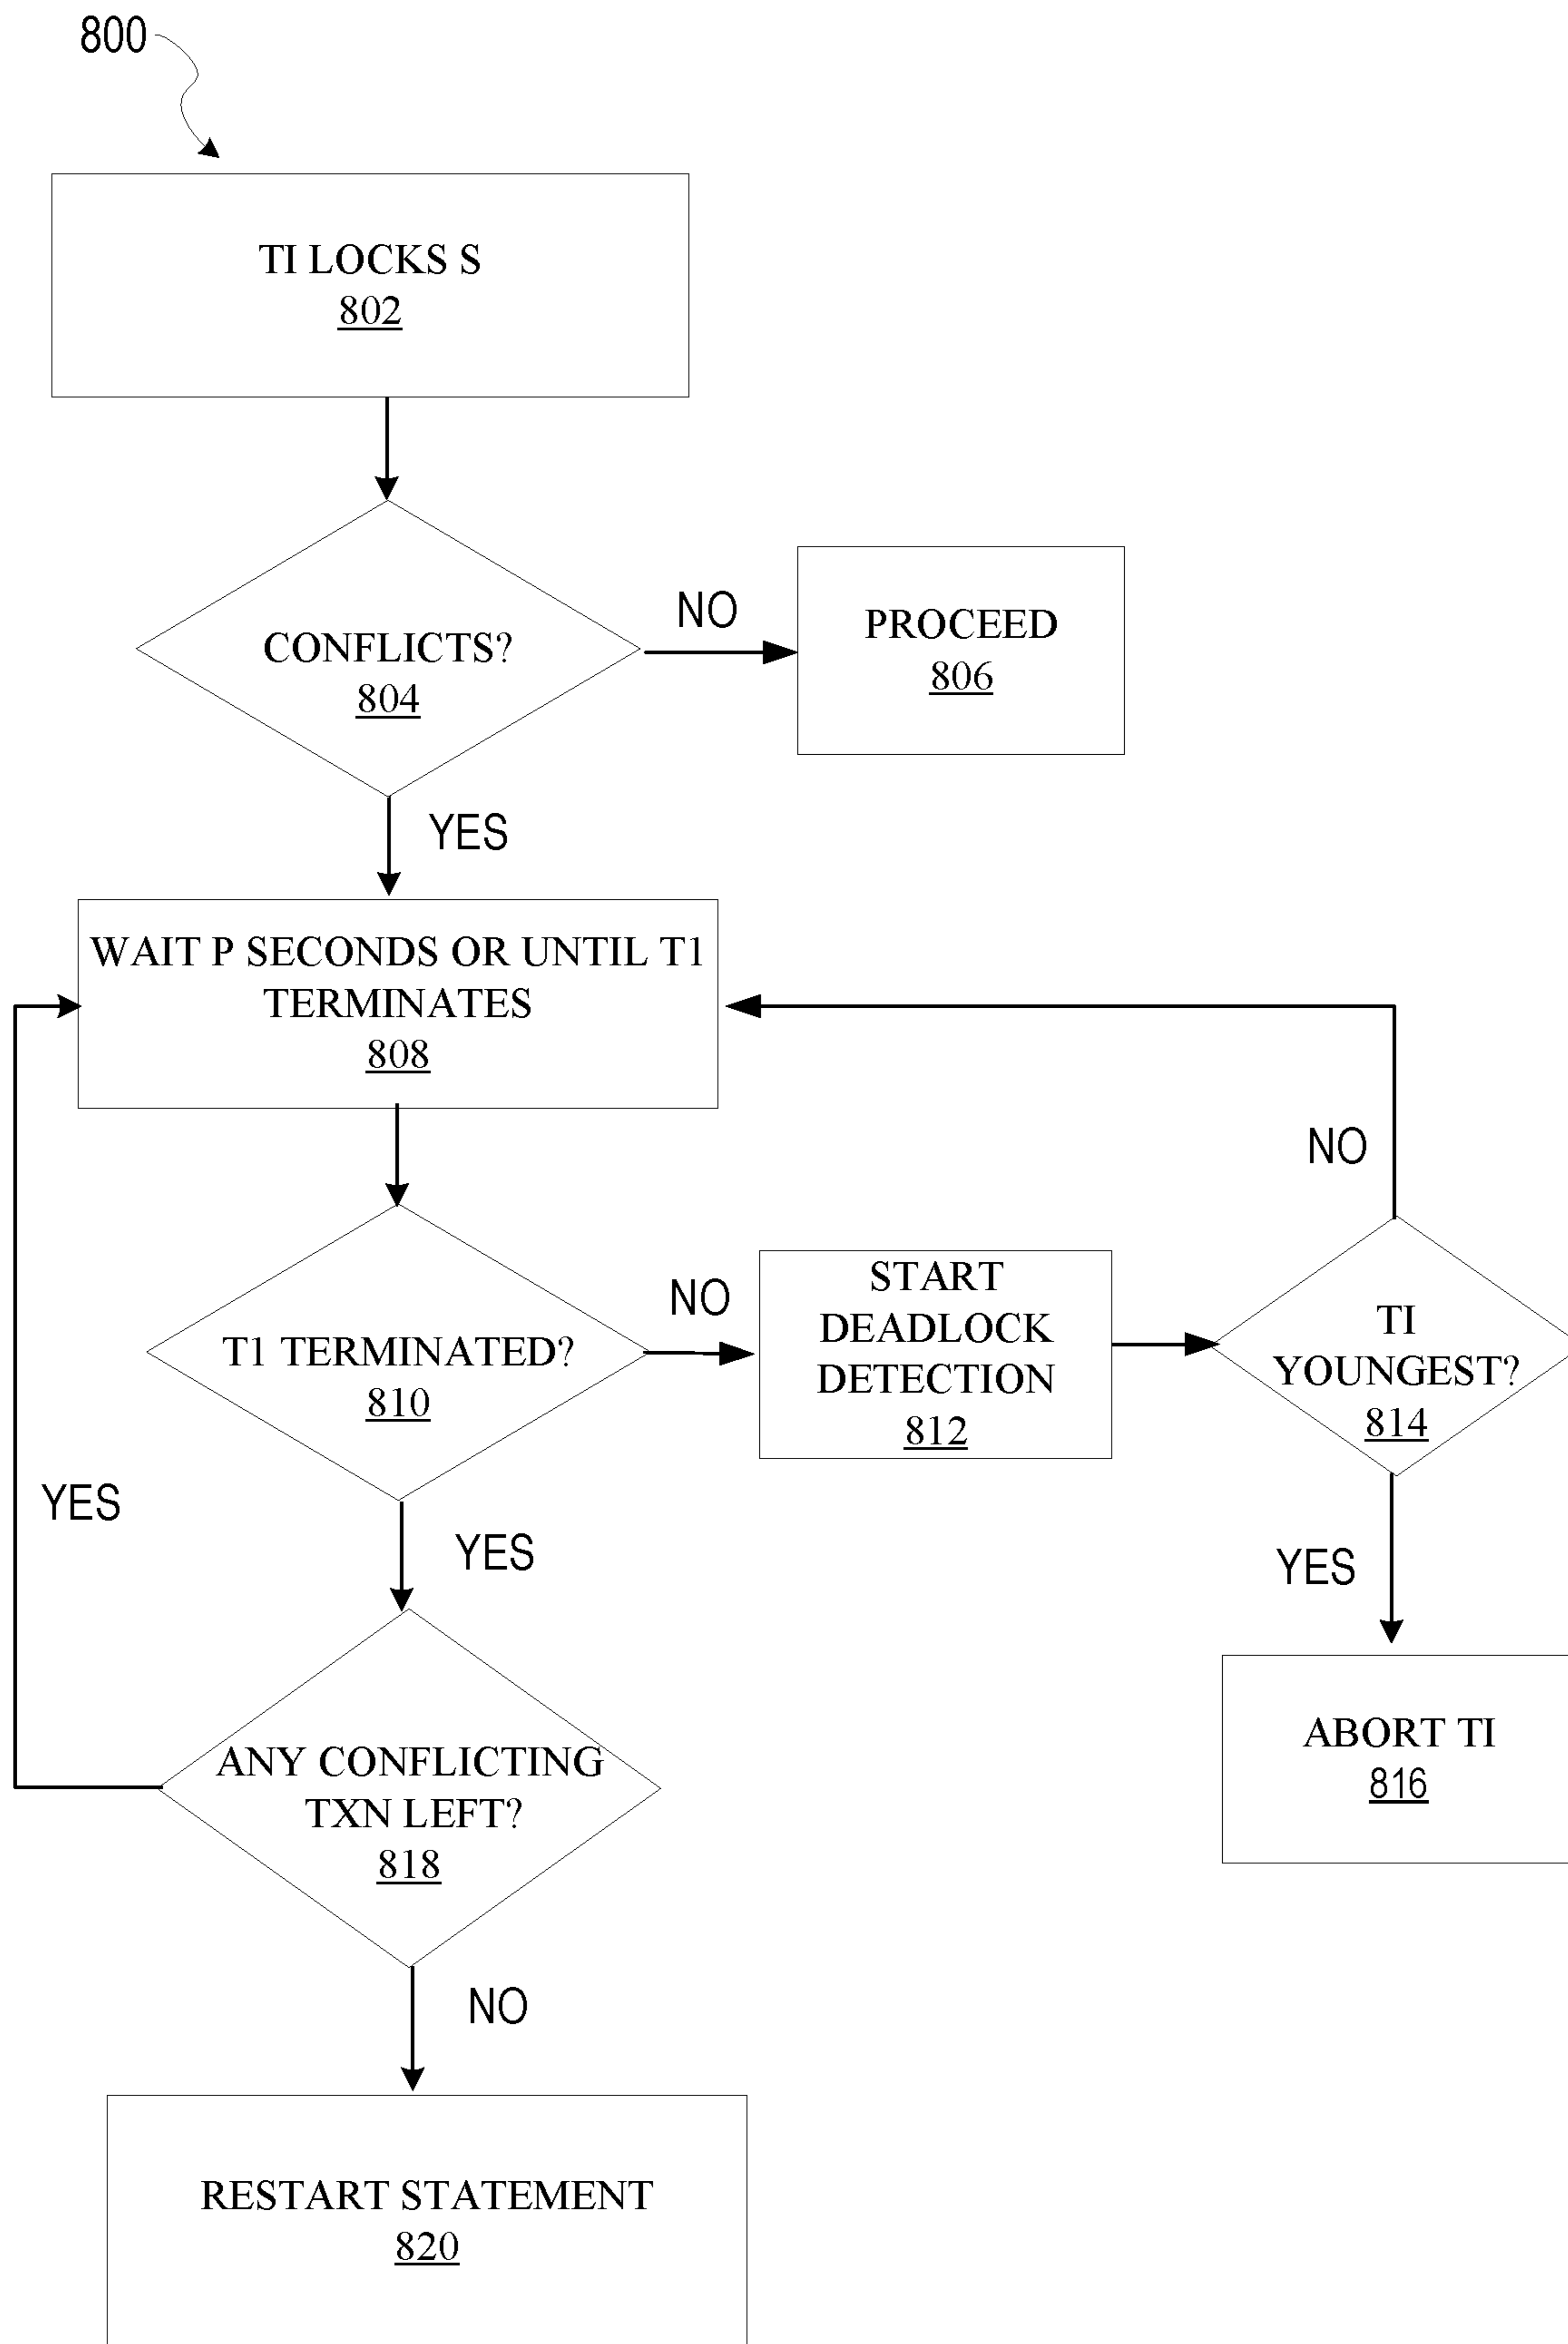 800
TI LOCKS S
802
CONFLICTS?
804
NO
PROCEED
806
YES
WAIT P SECONDS OR UNTIL T1
TERMINATES
808
T1 TERMINATED?
810
NO
START
DEADLOCK
DETECTION
812
TI
YOUNGEST?
814
NO
YES
ABORT TI
816
YES
YES
ANY CONFLICTING
TXN LEFT?
818
NO
RESTART STATEMENT
820